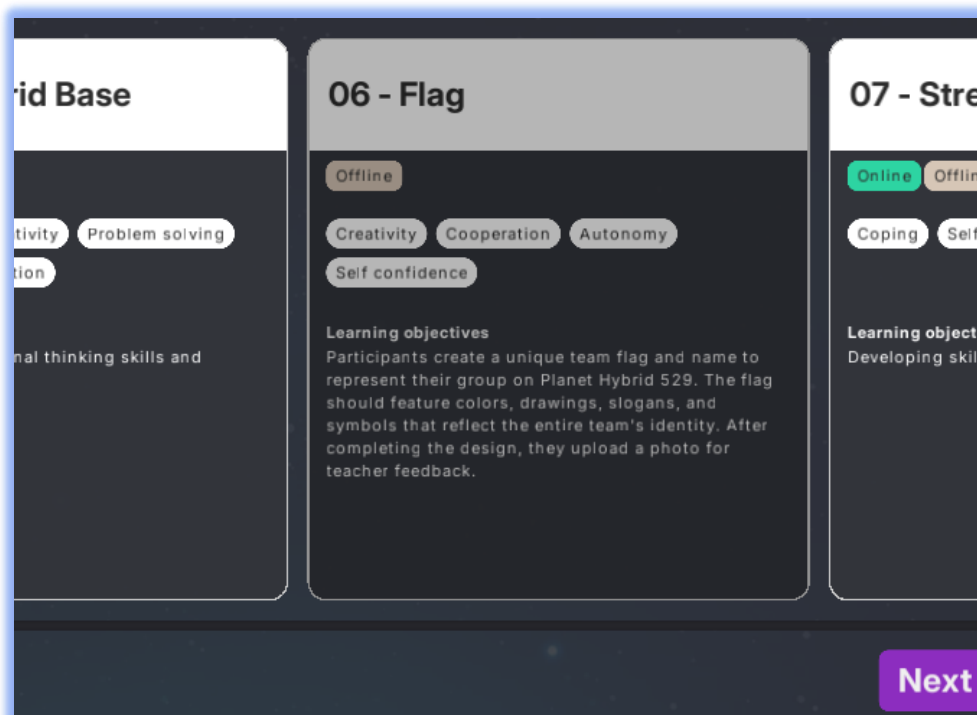 rid Base
tivity Problem solving
tion
nal thinking skills and
06 - Flag
Offline
Creativity Cooperation Autonomy
Self confidence
Learning objectives
Participants create a unique team flag and name to
represent their group on Planet Hybrid 529. The flag
should feature colors, drawings, slogans, and
symbols that reflect the entire team's identity. After
completing the design, they upload a photo for
teacher feedback.
07 - Stre
Online Offlin
Coping Self
Learning object
Developing skil
Next